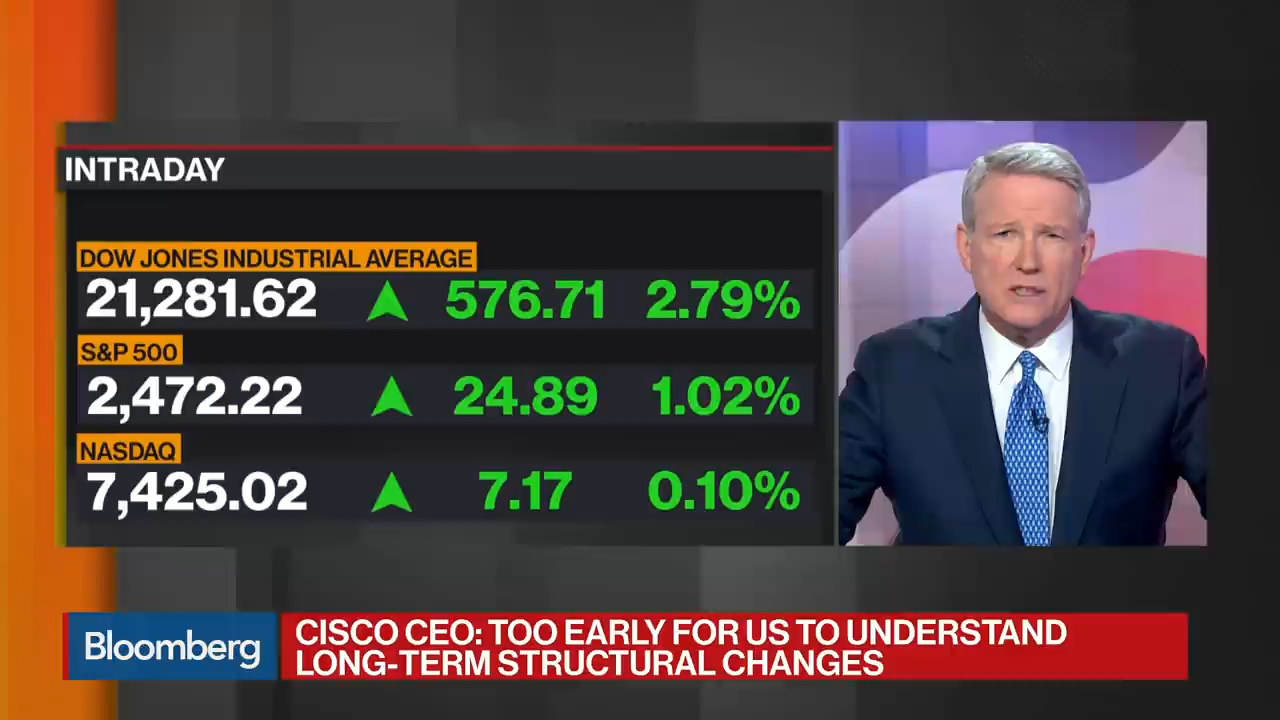 INTRADAY
DOW JONES INDUSTRIAL AVERAGE
21,281.62 ▲ 576.71 2.79%
S&P 500
2,472.22 ▲ 24.89 1.02%
NASDAQ
7,425.02 ▲ 7.17 0.10%
Bloomberg
CISCO CEO: TOO EARLY FOR US TO UNDERSTAND
LONG-TERM STRUCTURAL CHANGES